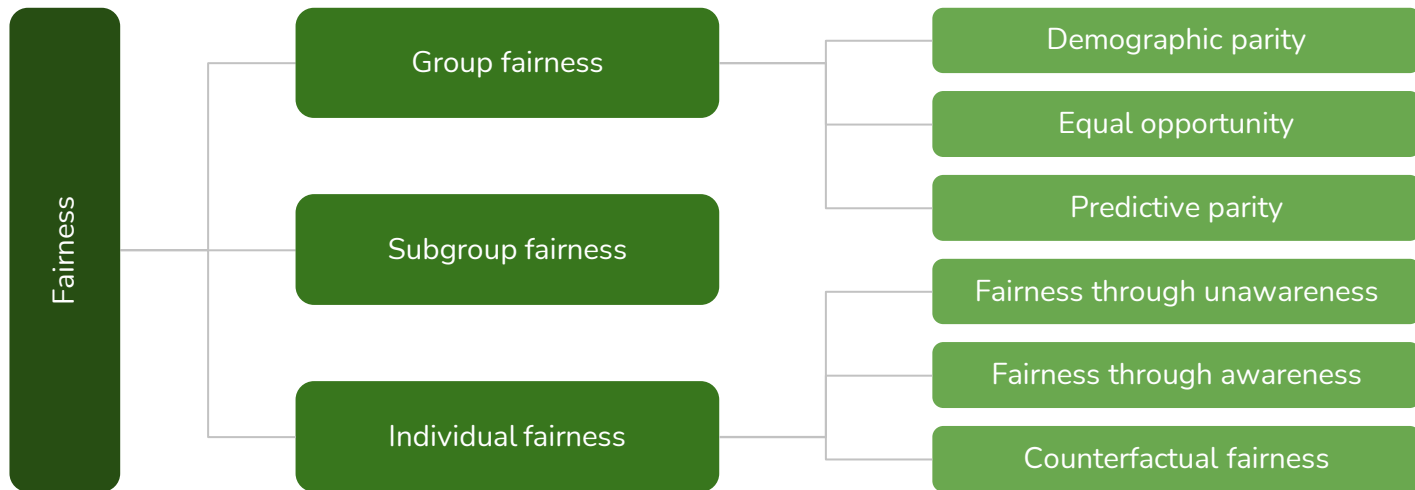 Fairness
Group fairness
Subgroup fairness
Individual fairness
Demographic parity
Equal opportunity
Predictive parity
Fairness through unawareness
Fairness through awareness
Counterfactual fairness